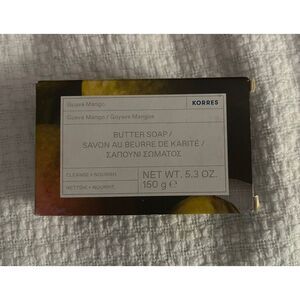 Guava Mango
KORRES
Guava Mango / Goyave Mangue
BUTTER SOAP /
SAVON AU BEURRE DE KARITÉ /
ΣΑΠΟΥΝΙ ΣΩΜΑΤΟΣ
CLEANSE + NOURISH
NET WT. 5.3 OZ.
NETTOIE + NOURRIT
150 g ℮